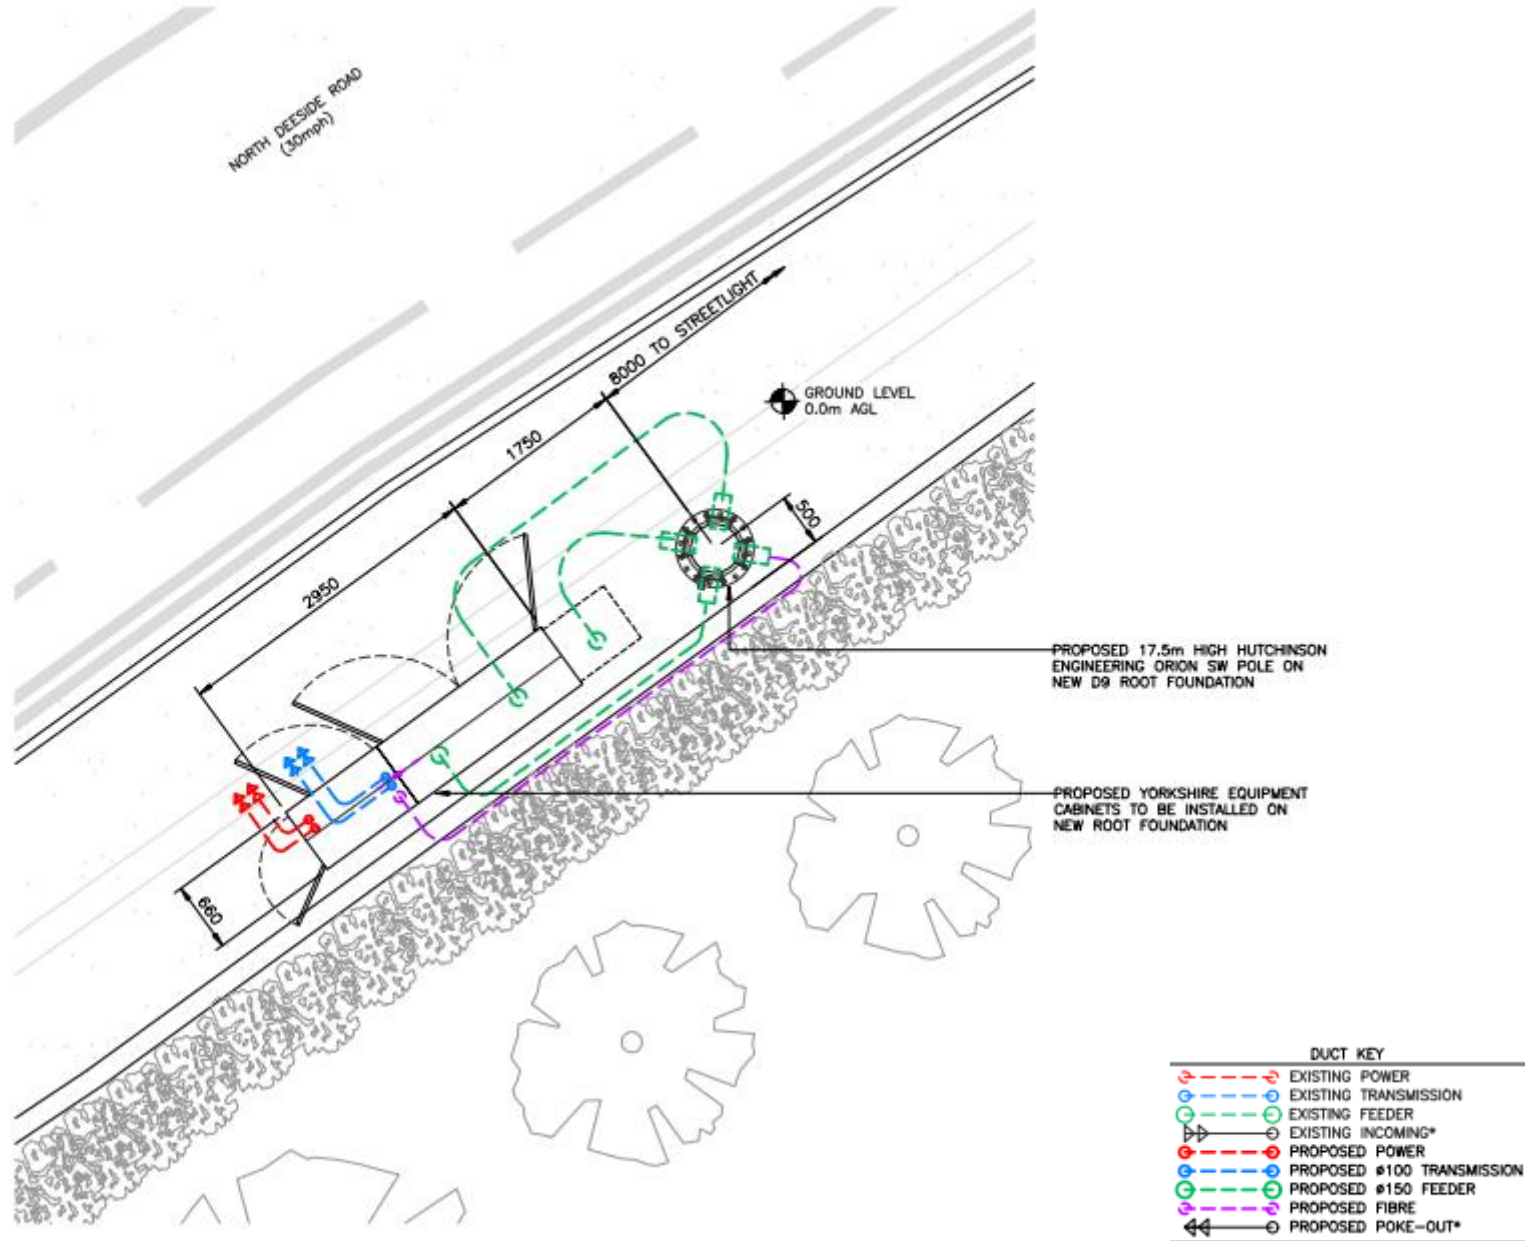 NORTH DEESIDE ROAD
(30mph)
8000 TO STREETLIGHT
GROUND LEVEL
0.0m AGL
1750
500
2950
PROPOSED 17.5m HIGH HUTCHINSON
ENGINEERING ORION SW POLE ON
NEW D9 ROOT FOUNDATION
PROPOSED YORKSHIRE EQUIPMENT
CABINETS TO BE INSTALLED ON
NEW ROOT FOUNDATION
660
DUCT KEY
EXISTING POWER
EXISTING TRANSMISSION
EXISTING FEEDER
EXISTING INCOMING*
PROPOSED POWER
PROPOSED ø100 TRANSMISSION
PROPOSED ø150 FEEDER
PROPOSED FIBRE
PROPOSED POKE-OUT*